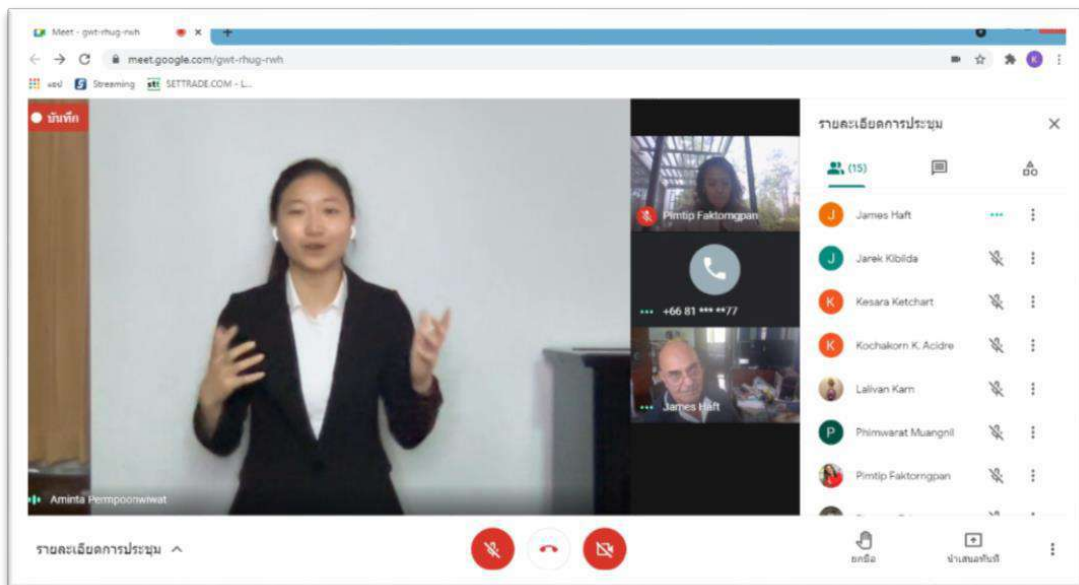 Meet - gwt-rhug-rwh
meet.google.com/gwt-rhug-rwh
K
แอป
Streaming
SETTRADE.COM - L...
บันทึก
Aminta Permpoonwiwat
Pimtip Faktorngpan
+66 81 *** **77
James Haft
รายละเอียดการประชุม
(15)
J James Haft
J Jarek Kibilda
K Kesara Ketchart
K Kochakorn K. Acidre
Lalivan Karn
P Phimwarat Muangnil
Pimtip Faktorngpan
รายละเอียดการประชุม
ยกมือ
นำเสนอทันที